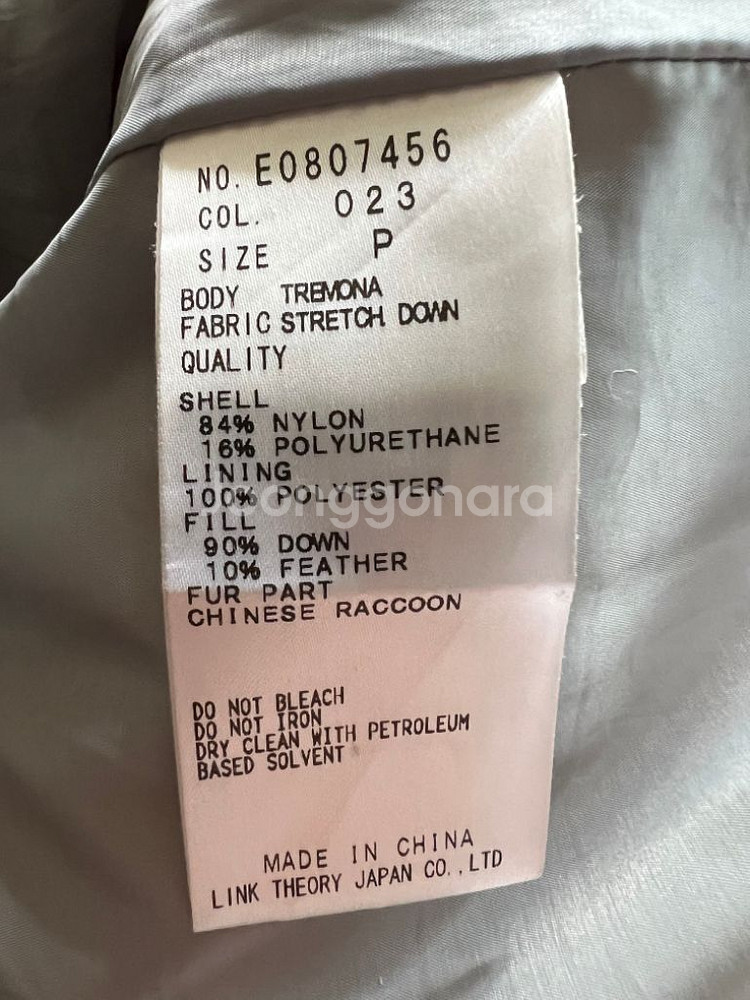 NO. E0807456
COL. 023
SIZE P
BODY TREMONA
FABRIC STRETCH DOWN
QUALITY
SHELL
84% NYLON
16% POLYURETHANE
LINING
100% POLYESTER
joonggonara
FILL
90% DOWN
10% FEATHER
FUR PART
CHINESE RACCOON
DO NOT BLEACH
DO NOT IRON
DRY CLEAN WITH PETROLEUM
BASED SOLVENT
MADE IN CHINA
LINK THEORY JAPAN CO.,LTD